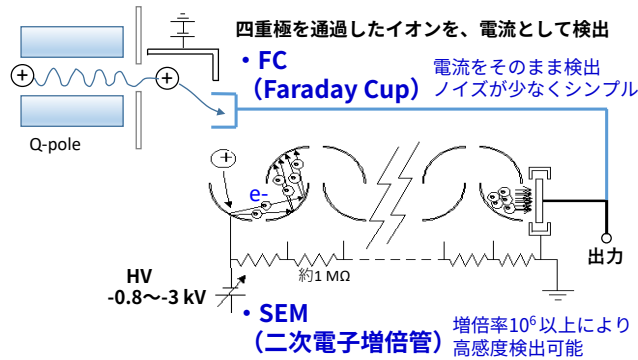 四重極を通過したイオンを、電流として検出
・FC
（Faraday Cup）
電流をそのまま検出
ノイズが少なくシンプル
+
+
Q-pole
+
e-
出力
約1 MΩ
HV
-0.8～-3 kV
・SEM
（二次電子増倍管）
増倍率10⁶ 以上により
高感度検出可能